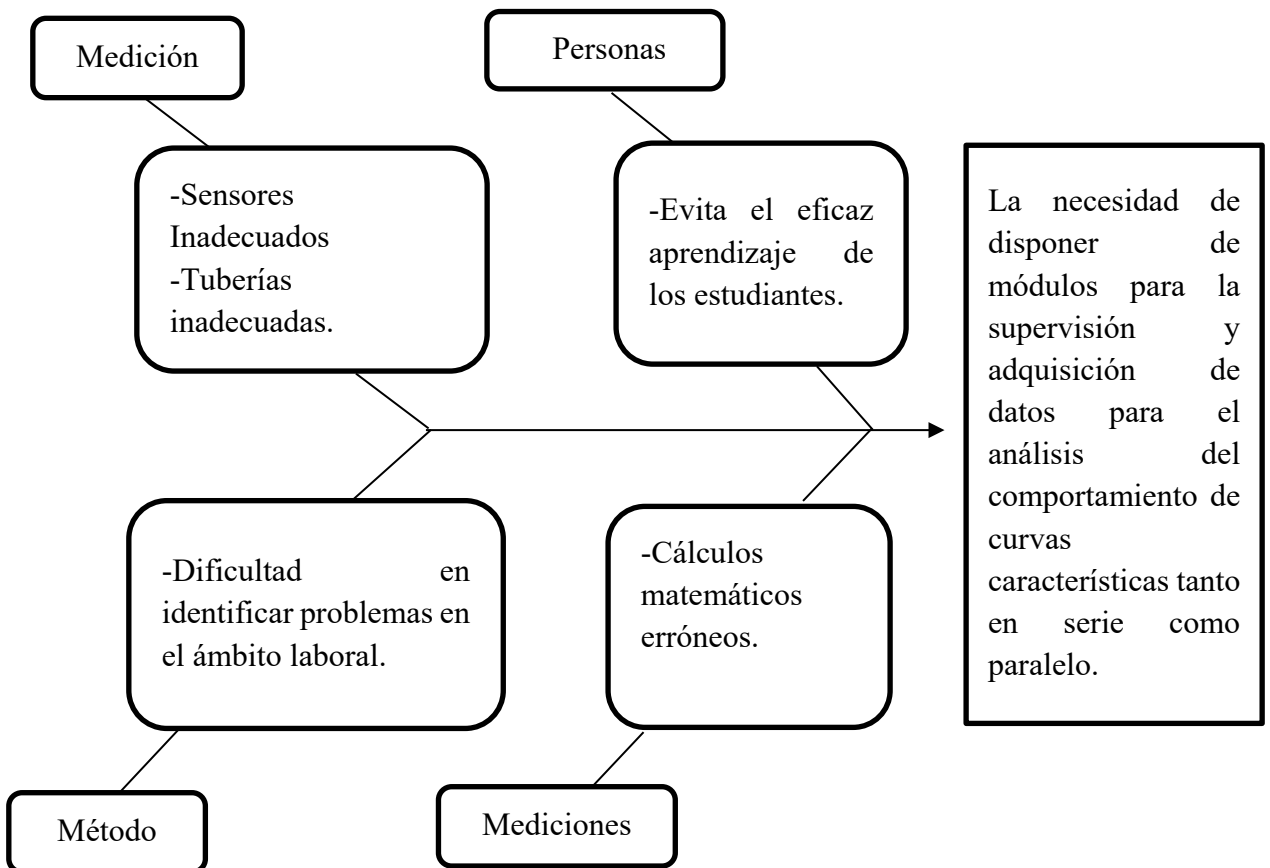 Medición
Personas
-Sensores
Inadecuados
-Tuberías
inadecuadas.
-Evita el eficaz
aprendizaje de
los estudiantes.
La necesidad de
disponer de
módulos para la
supervisión y
adquisición de
datos para el
análisis del
comportamiento de
curvas
características tanto
en serie como
paralelo.
-Dificultad en
identificar problemas en
el ámbito laboral.
-Cálculos
matemáticos
erróneos.
Método
Mediciones